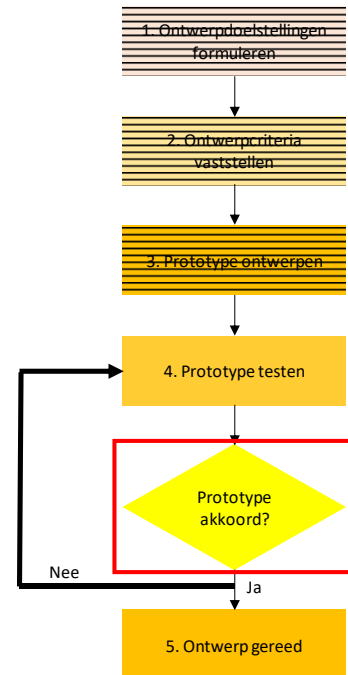 1. Ontwerpdoelstellingen
formuleren
2. Ontwerpcriteria
vaststellen
3. Prototype ontwerpen
4. Prototype testen
Prototype
akkoord?
Nee
Ja
5. Ontwerp gereed